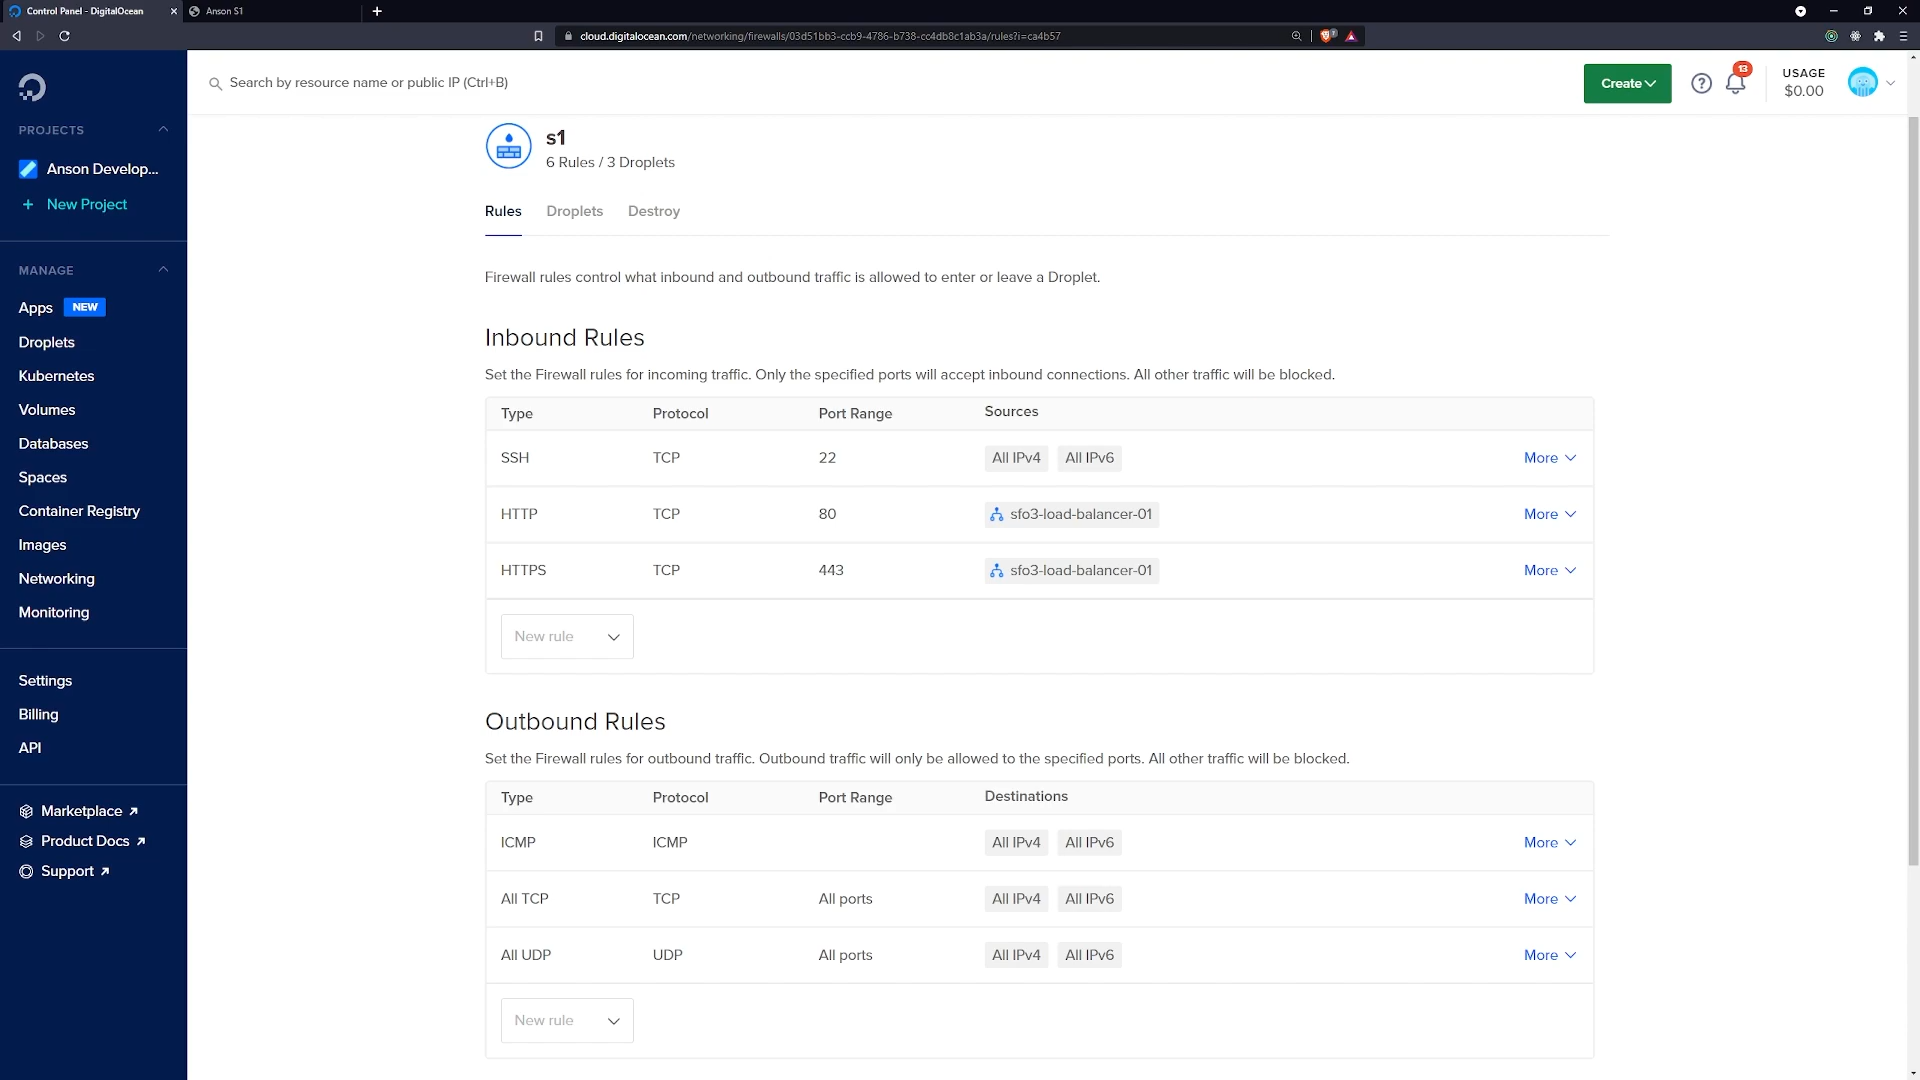 Control Panel - DigitalOcean
Anson S1
cloud.digitalocean.com/networking/firewalls/03d51bb3-ccb9-4786-b738-cc4db8c1ab3a/rules?i=ca4b57
Search by resource name or public IP (Ctrl+B)
Create
13
USAGE
$0.00
PROJECTS
Anson Develop...
+ New Project
MANAGE
Apps NEW
Droplets
Kubernetes
Volumes
Databases
Spaces
Container Registry
Images
Networking
Monitoring
Settings
Billing
API
Marketplace
Product Docs
Support
s1
6 Rules / 3 Droplets
Rules Droplets Destroy
Firewall rules control what inbound and outbound traffic is allowed to enter or leave a Droplet.
Inbound Rules
Set the Firewall rules for incoming traffic. Only the specified ports will accept inbound connections. All other traffic will be blocked.
Type Protocol Port Range Sources
SSH TCP 22 All IPv4 All IPv6 More
HTTP TCP 80 sfo3-load-balancer-01 More
HTTPS TCP 443 sfo3-load-balancer-01 More
New rule
Outbound Rules
Set the Firewall rules for outbound traffic. Outbound traffic will only be allowed to the specified ports. All other traffic will be blocked.
Type Protocol Port Range Destinations
ICMP ICMP All IPv4 All IPv6 More
All TCP TCP All ports All IPv4 All IPv6 More
All UDP UDP All ports All IPv4 All IPv6 More
New rule